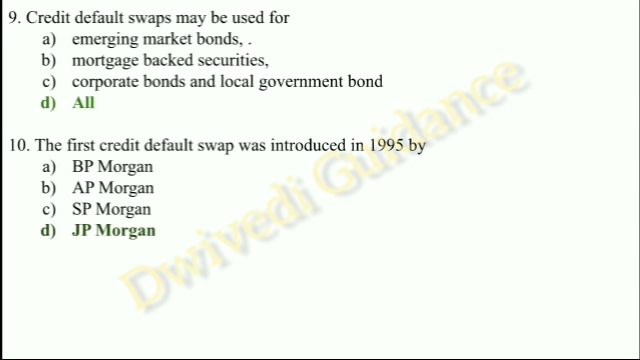 9. Credit default swaps may be used for
a) emerging market bonds, .
b) mortgage backed securities,
c) corporate bonds and local government bond
d) All
10. The first credit default swap was introduced in 1995 by
a) BP Morgan
b) AP Morgan
c) SP Morgan
d) JP Morgan
Dwivedi Guidance